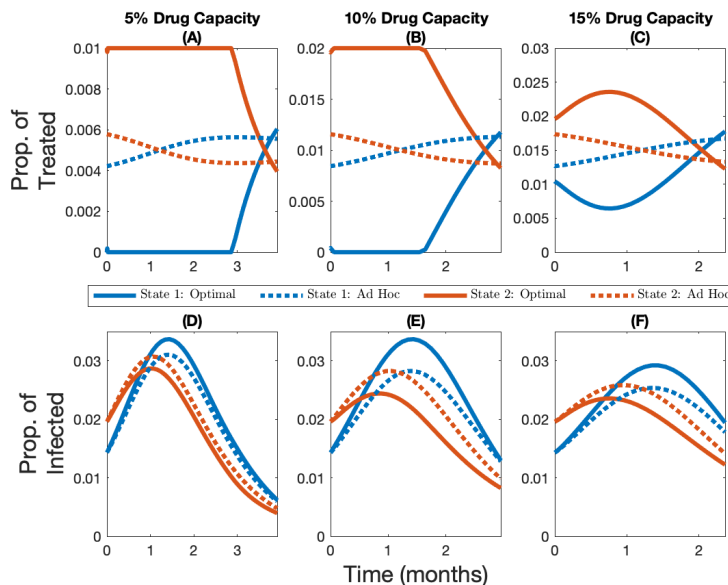 5% Drug Capacity
(A)
10% Drug Capacity
(B)
15% Drug Capacity
(C)
Prop. of
Treated
0.01
0.008
0.006
0.004
0.002
0
0 1 2 3
0.02
0.015
0.01
0.005
0
0 1 2
0.03
0.025
0.02
0.015
0.01
0.005
0
0 1 2
State 1: Optimal State 1: Ad Hoc State 2: Optimal State 2: Ad Hoc
(D)
(E)
(F)
Prop. of
Infected
0.03
0.02
0.01
0
0 1 2 3
0.03
0.02
0.01
0
0 1 2
0.03
0.02
0.01
0
0 1 2
Time (months)